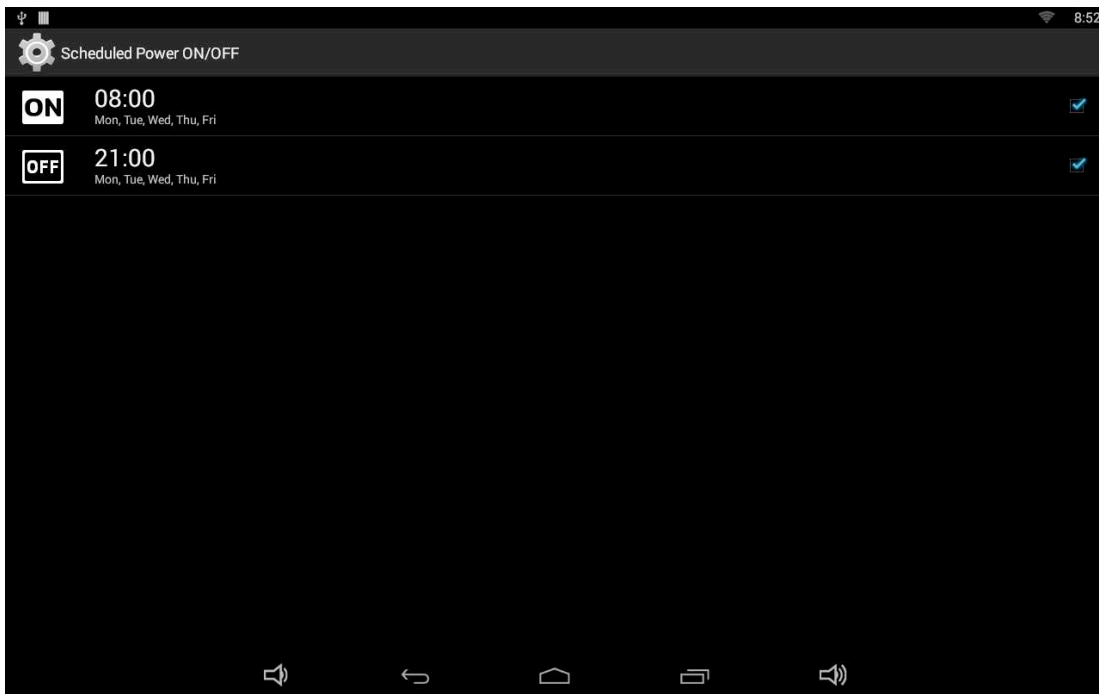 8:52
Scheduled Power ON/OFF
ON
08:00
Mon, Tue, Wed, Thu, Fri
OFF
21:00
Mon, Tue, Wed, Thu, Fri